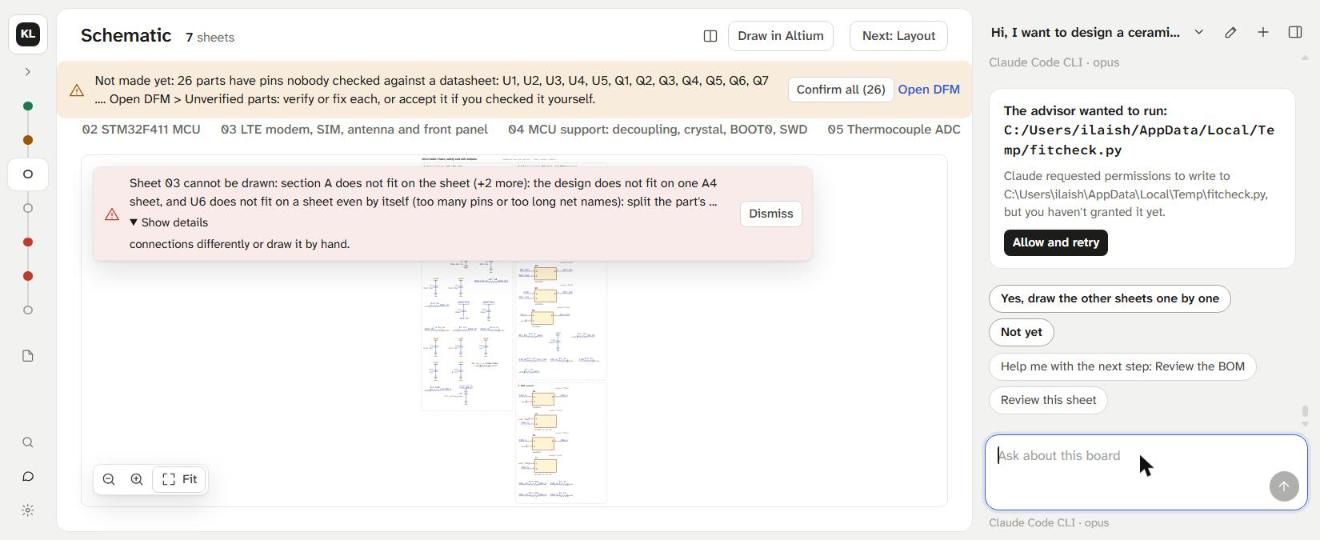 KL
Schematic 7 sheets
Draw in Altium
Next: Layout
Not made yet: 26 parts have pins nobody checked against a datasheet: U1, U2, U3, U4, U5, Q1, Q2, Q3, Q4, Q5, Q6, Q7
.... Open DFM > Unverified parts: verify or fix each, or accept it if you checked it yourself.
Confirm all (26)
Open DFM
02 STM32F411 MCU 03 LTE modem, SIM, antenna and front panel 04 MCU support: decoupling, crystal, BOOT0, SWD 05 Thermocouple ADC
Sheet 03 cannot be drawn: section A does not fit on the sheet (+2 more): the design does not fit on one A4
sheet, and U6 does not fit on a sheet even by itself (too many pins or too long net names): split the part's ...
▼ Show details
connections differently or draw it by hand.
Dismiss
Fit
Hi, I want to design a cerami...
Claude Code CLI · opus
The advisor wanted to run:
C:/Users/ilaish/AppData/Local/Te
mp/fitcheck.py
Claude requested permissions to write to
C:\Users\ilaish\AppData\Local\Temp\fitcheck.py,
but you haven't granted it yet.
Allow and retry
Yes, draw the other sheets one by one
Not yet
Help me with the next step: Review the BOM
Review this sheet
Ask about this board
Claude Code CLI · opus